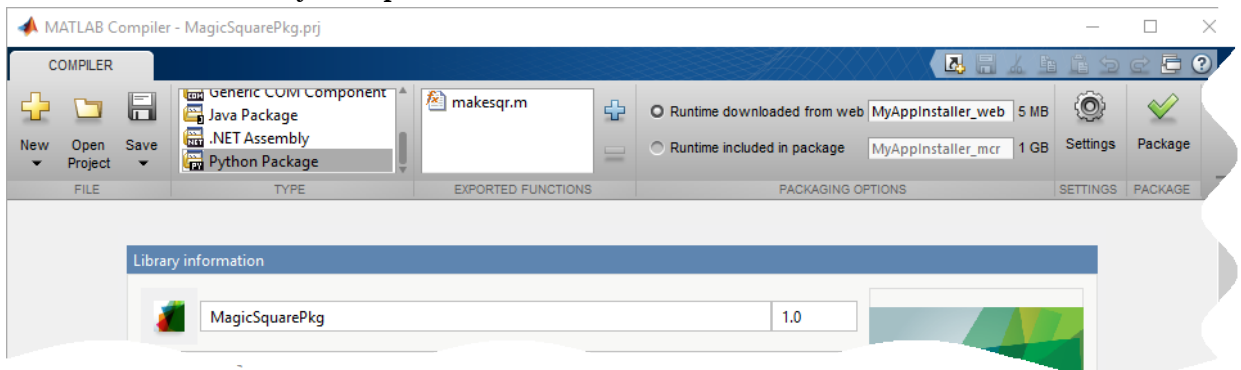 MATLAB Compiler - MagicSquarePkg.prj
COMPILER
New
Open Project
Save
FILE
Generic COM Component
Java Package
.NET Assembly
Python Package
TYPE
makesqr.m
EXPORTED FUNCTIONS
Runtime downloaded from web MyAppInstaller_web 5 MB
Runtime included in package MyAppInstaller_mcr 1 GB
PACKAGING OPTIONS
Settings
SETTINGS
Package
PACKAGE
Library information
MagicSquarePkg 1.0